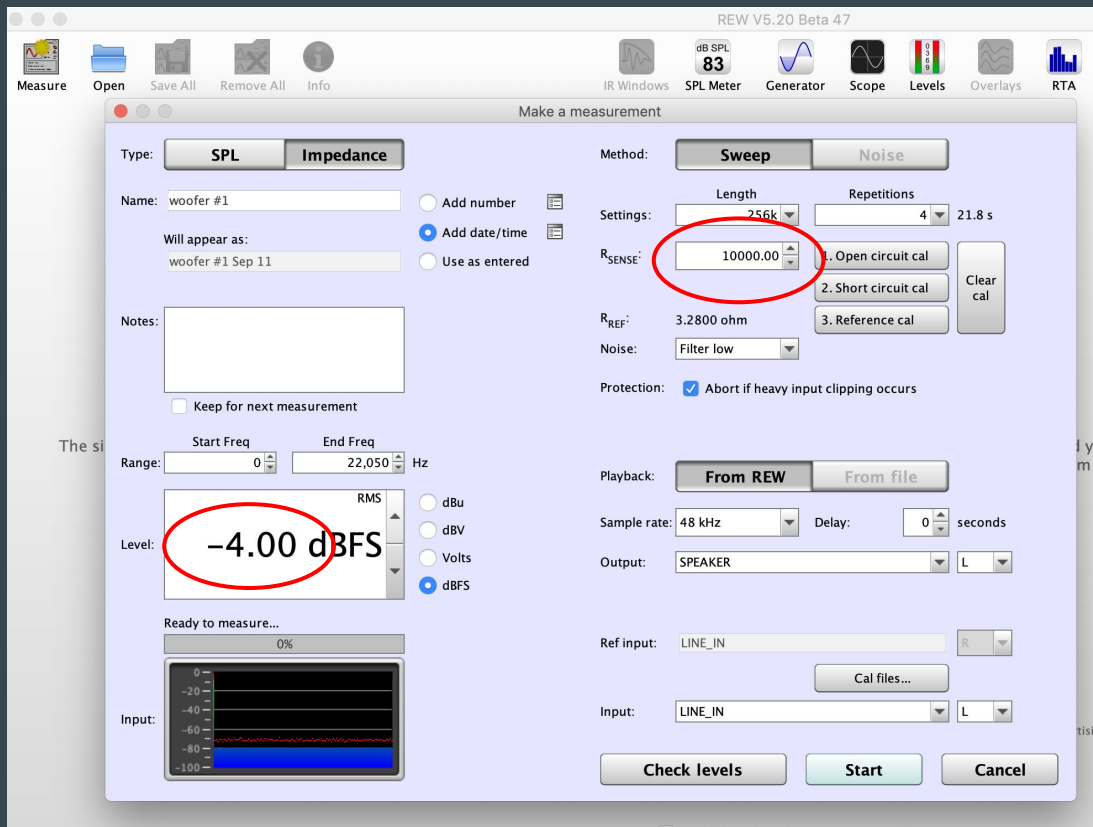 REW V5.20 Beta 47
Measure Open Save All Remove All Info IR Windows dB SPL 83 SPL Meter Generator Scope 0 3 6 9 Levels Overlays RTA
Make a measurement
Type: SPL Impedance
Name: woofer #1
Add number
Will appear as:
Add date/time
woofer #1 Sep 11
Use as entered
Notes:
Keep for next measurement
Start Freq End Freq
Range: 0 22,050 Hz
RMS
Level: -4.00 dBFS
dBu
dBV
Volts
dBFS
Ready to measure...
0%
Input:
0
-20
-40
-60
-80
-100
Method: Sweep Noise
Length Repetitions
Settings: 256k 4 21.8 s
RSENSE: 10000.00
1. Open circuit cal
2. Short circuit cal
Clear
cal
RREF: 3.2800 ohm
3. Reference cal
Noise: Filter low
Protection: Abort if heavy input clipping occurs
Playback: From REW From file
Sample rate: 48 kHz Delay: 0 seconds
Output: SPEAKER L
Ref input: LINE_IN R
Cal files...
Input: LINE_IN L
Check levels Start Cancel
The si